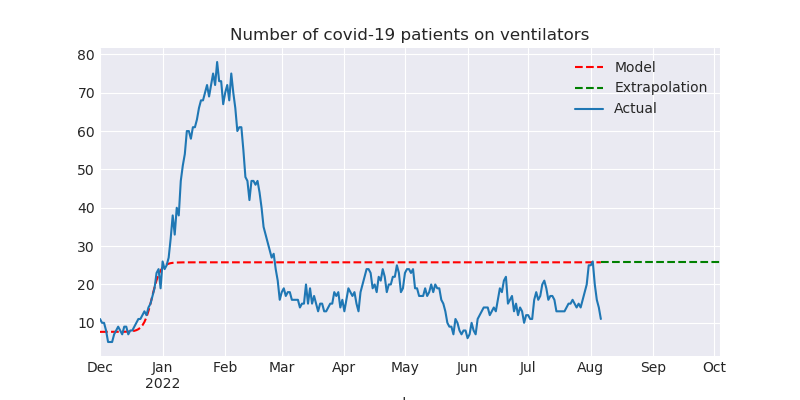 Number of covid-19 patients on ventilators
80
70
60
50
40
30
20
10
Model
Extrapolation
Actual
Dec Jan Feb Mar Apr May Jun Jul Aug Sep Oct
2022